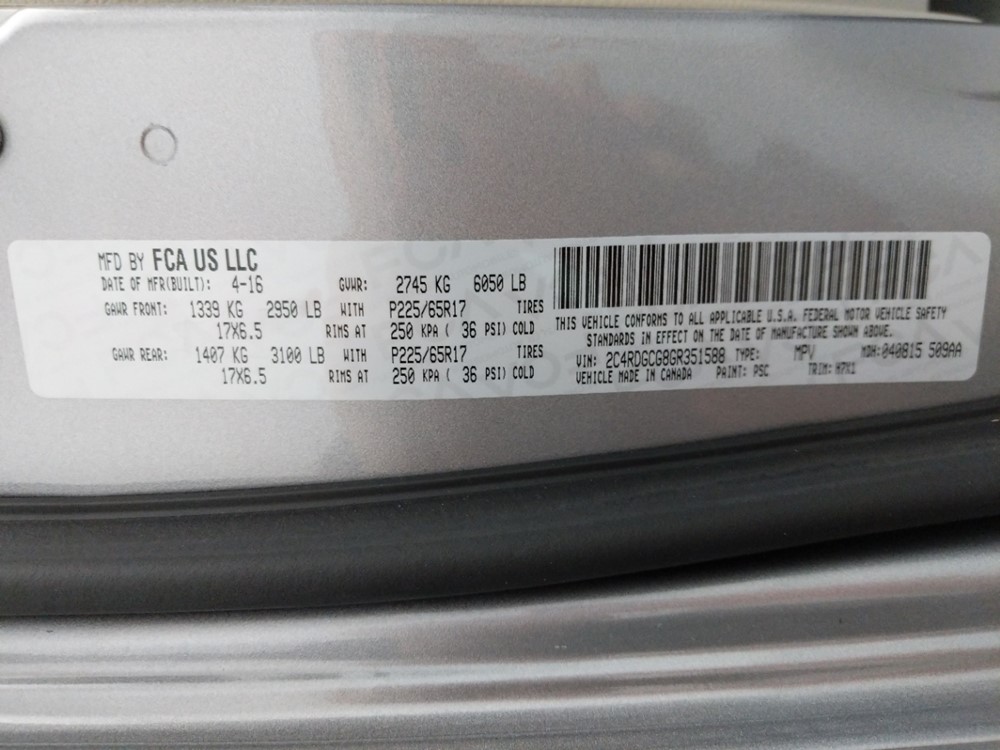 MFD BY FCA US LLC
DATE OF MFR(BUILT): 4-16 GVWR: 2745 KG 6050 LB
GAWR FRONT: 1339 KG 2950 LB WITH P225/65R17 TIRES
17X6.5 RIMS AT 250 KPA ( 36 PSI) COLD
GAWR REAR: 1407 KG 3100 LB WITH P225/65R17 TIRES
17X6.5 RIMS AT 250 KPA ( 36 PSI) COLD
THIS VEHICLE CONFORMS TO ALL APPLICABLE U.S.A. FEDERAL MOTOR VEHICLE SAFETY
STANDARDS IN EFFECT ON THE DATE OF MANUFACTURE SHOWN ABOVE.
VIN: 2C4RDGCG8GR351588 TYPE: MPV MDH: 040815 509AA
VEHICLE MADE IN CANADA PAINT: PSC TRIM: H7X1